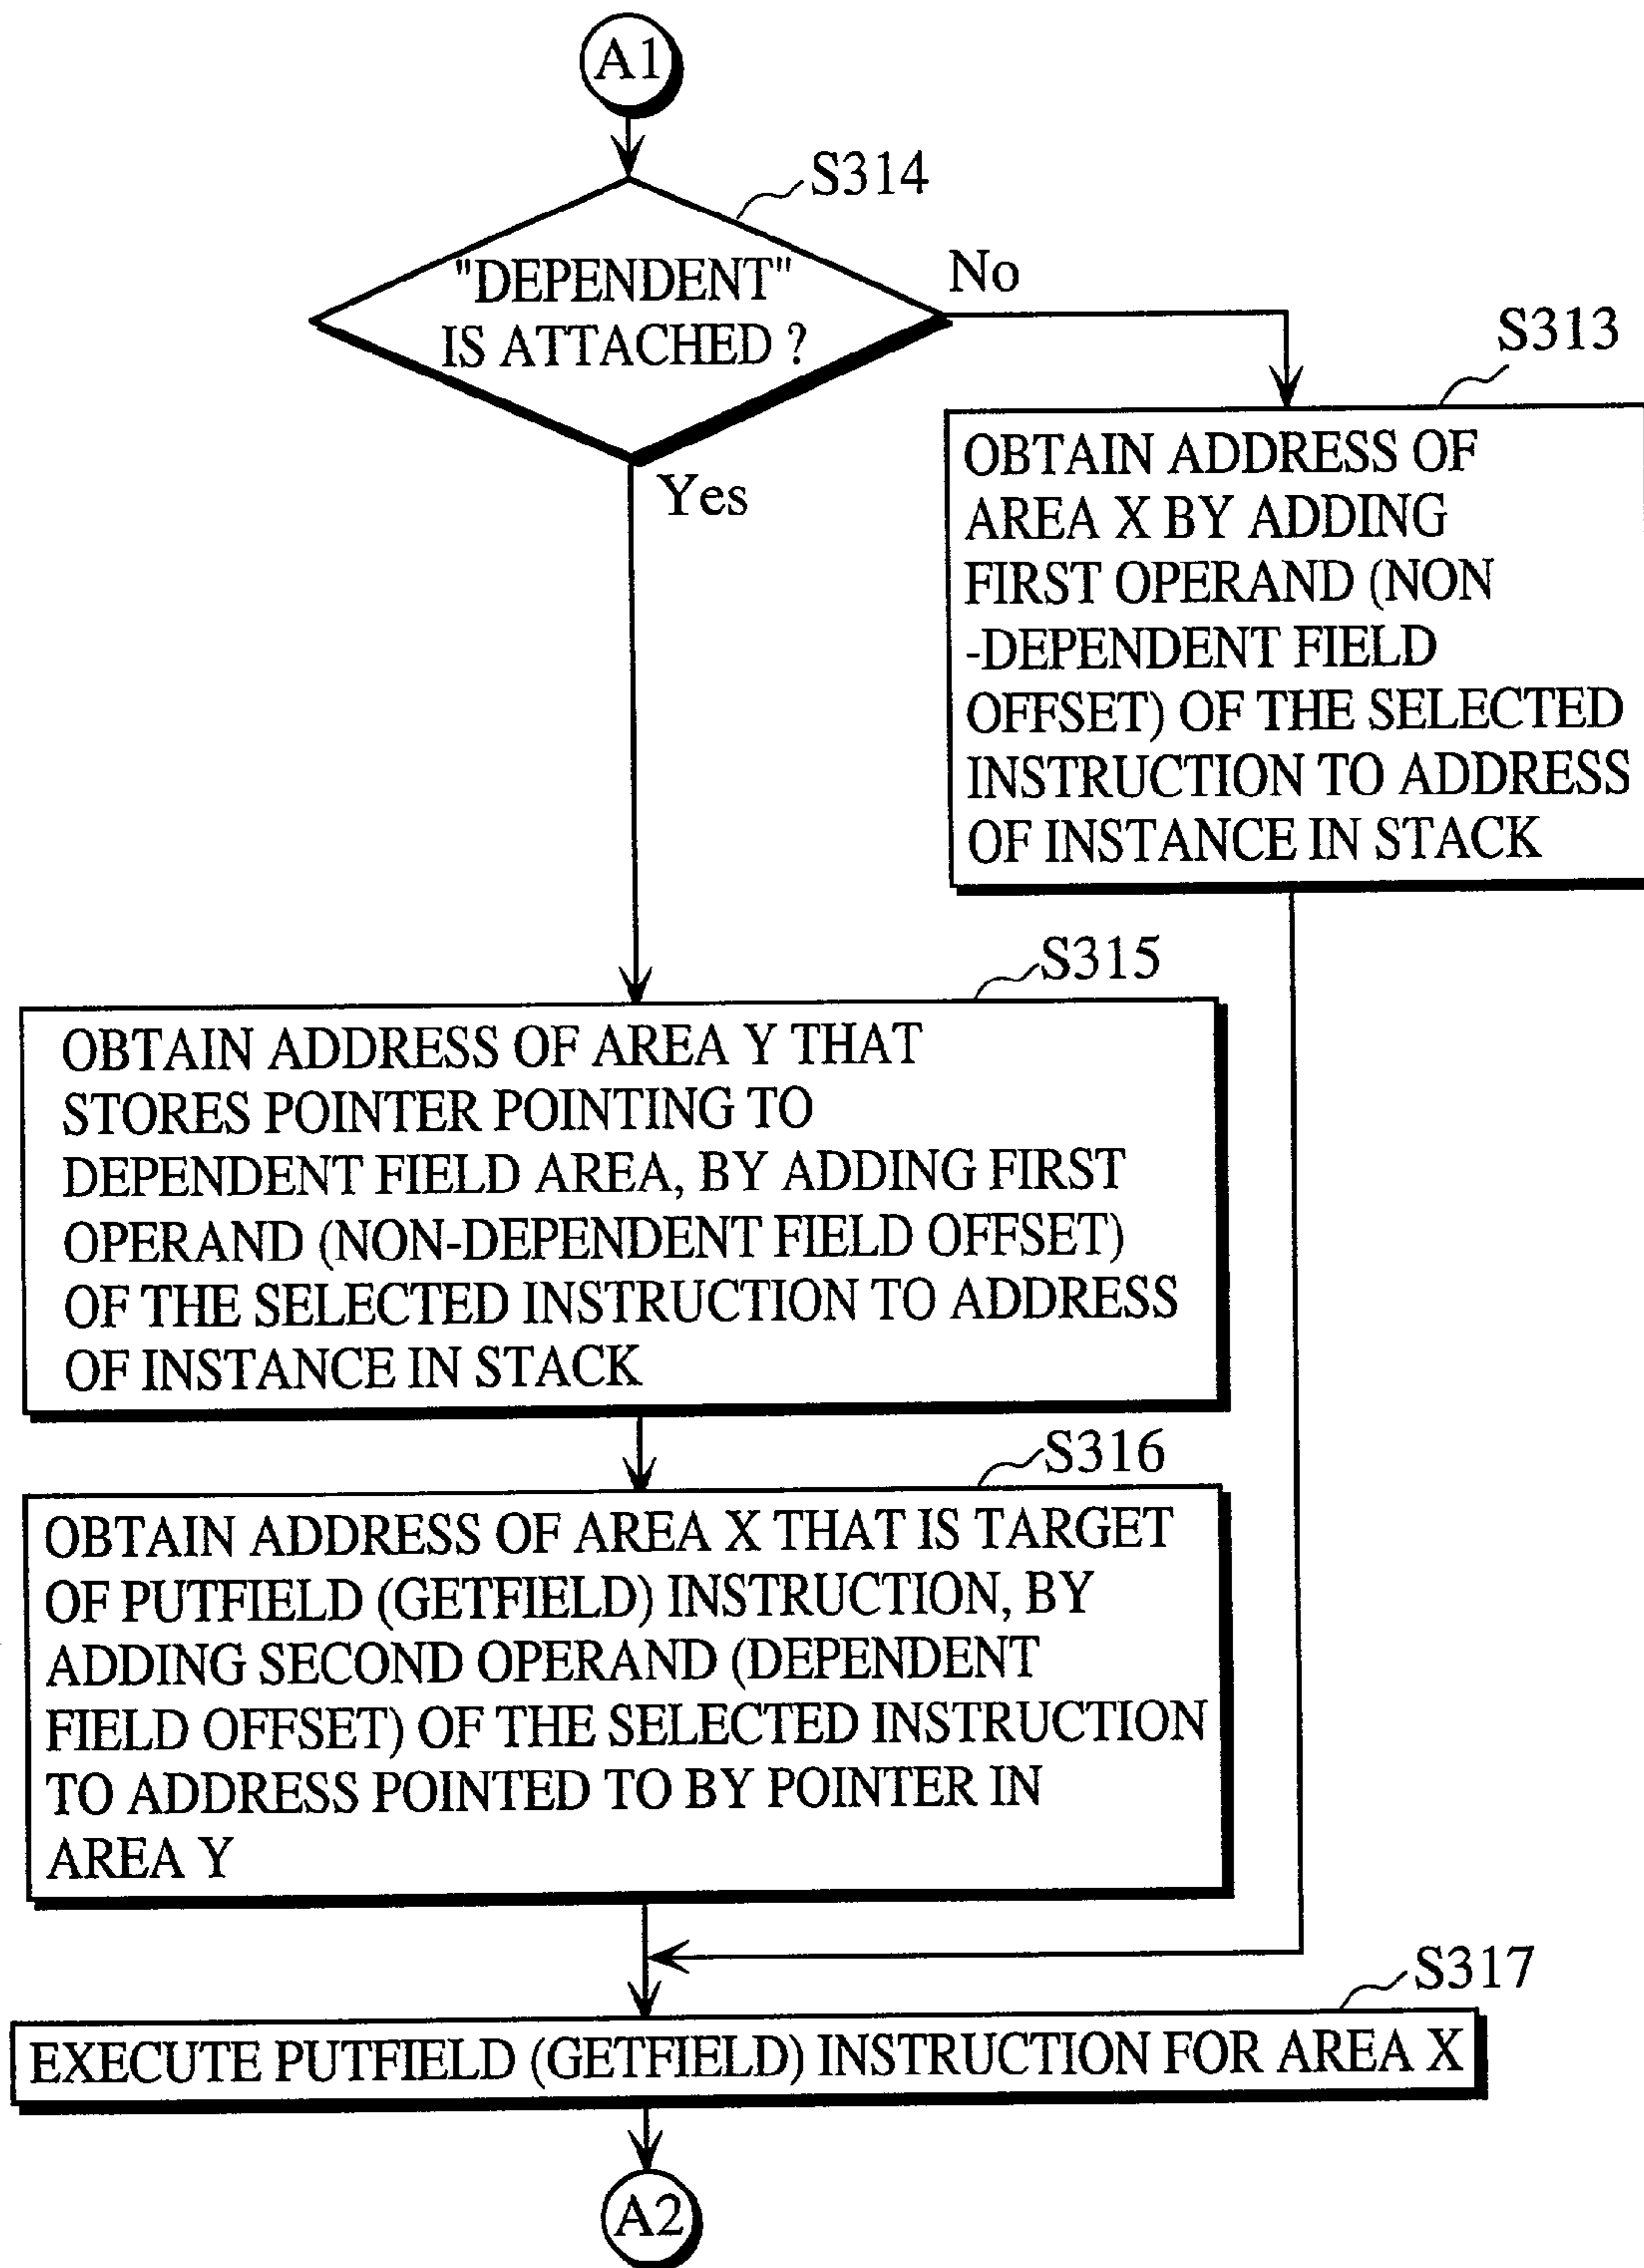 A1
S314
"DEPENDENT"
IS ATTACHED ?
No
Yes
S313
OBTAIN ADDRESS OF
AREA X BY ADDING
FIRST OPERAND (NON
-DEPENDENT FIELD
OFFSET) OF THE SELECTED
INSTRUCTION TO ADDRESS
OF INSTANCE IN STACK
S315
OBTAIN ADDRESS OF AREA Y THAT
STORES POINTER POINTING TO
DEPENDENT FIELD AREA, BY ADDING FIRST
OPERAND (NON-DEPENDENT FIELD OFFSET)
OF THE SELECTED INSTRUCTION TO ADDRESS
OF INSTANCE IN STACK
S316
OBTAIN ADDRESS OF AREA X THAT IS TARGET
OF PUTFIELD (GETFIELD) INSTRUCTION, BY
ADDING SECOND OPERAND (DEPENDENT
FIELD OFFSET) OF THE SELECTED INSTRUCTION
TO ADDRESS POINTED TO BY POINTER IN
AREA Y
S317
EXECUTE PUTFIELD (GETFIELD) INSTRUCTION FOR AREA X
A2